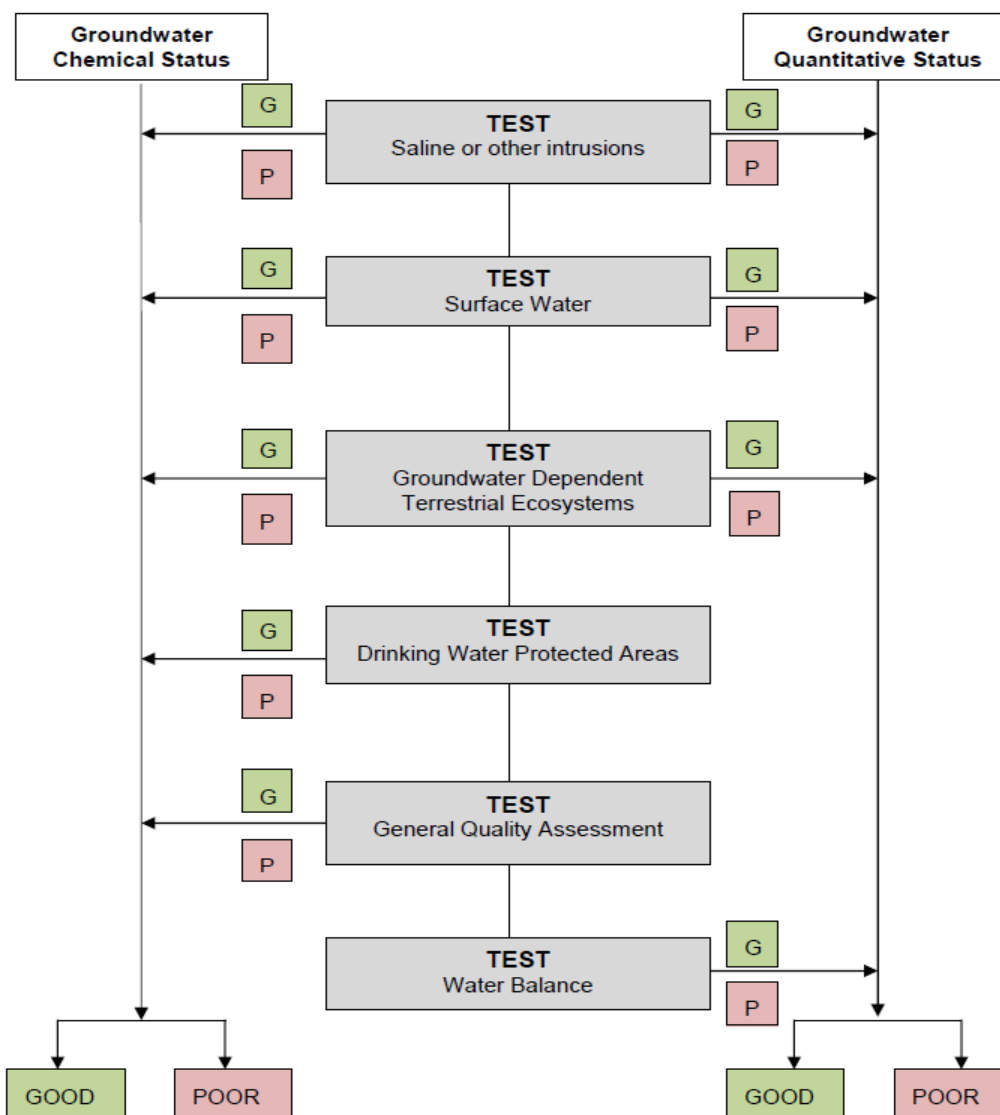 Groundwater
Chemical Status
Groundwater
Quantitative Status
G
G
TEST
Saline or other intrusions
P
P
G
G
TEST
Surface Water
P
P
G
G
TEST
Groundwater Dependent
Terrestrial Ecosystems
P
P
G
TEST
Drinking Water Protected Areas
P
G
TEST
General Quality Assessment
P
TEST
Water Balance
G
P
GOOD
POOR
GOOD
POOR